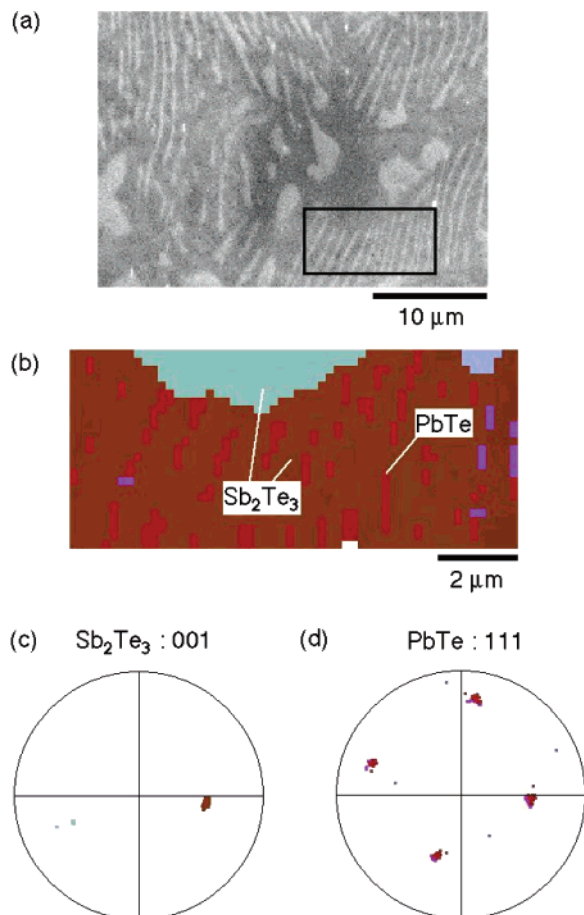 (a)
10 μm
(b)
PbTe
Sb₂Te₃
2 μm
(c) Sb₂Te₃ : 001
(d) PbTe : 111